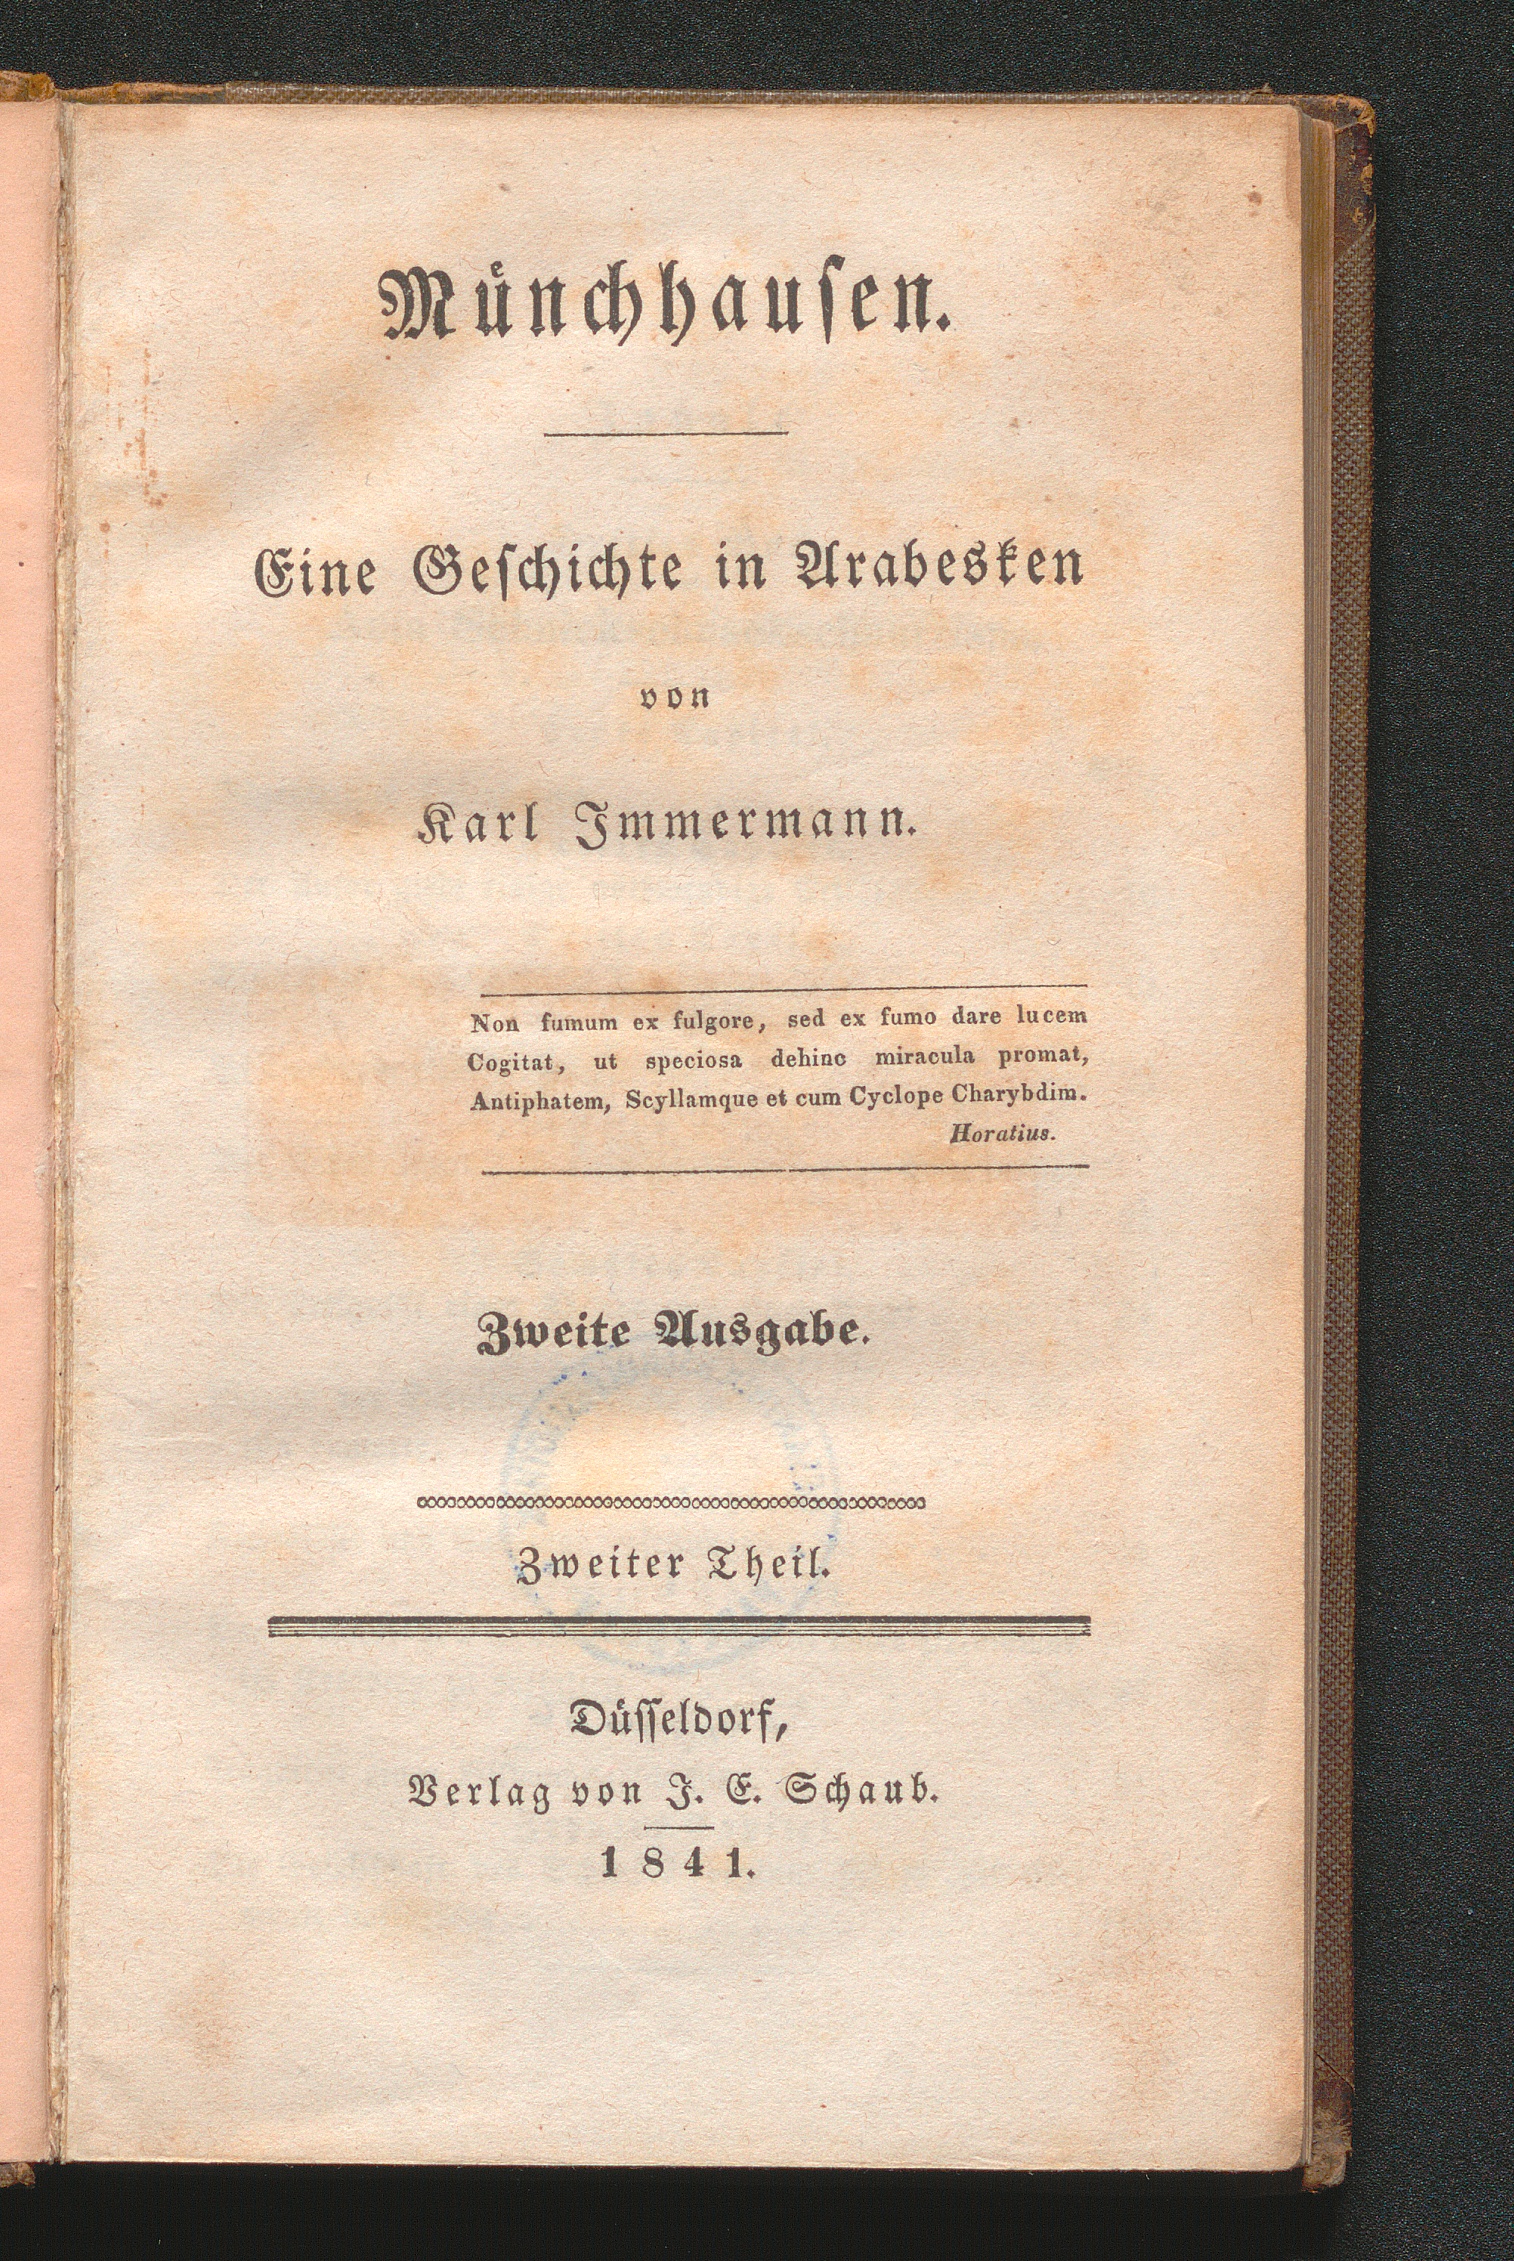 Münchhausen.
Eine Geschichte in Arabesken
von
Karl Immermann.
Non fumum ex fulgore, sed ex fumo dare lucem
Cogitat, ut speciosa dehinc miracula promat,
Antiphatem, Scyllamque et cum Cyclope Charybdim.
Horatius.
Zweite Ausgabe.
Zweiter Theil.
Düsseldorf,
Verlag von J. E. Schaub.
1841.